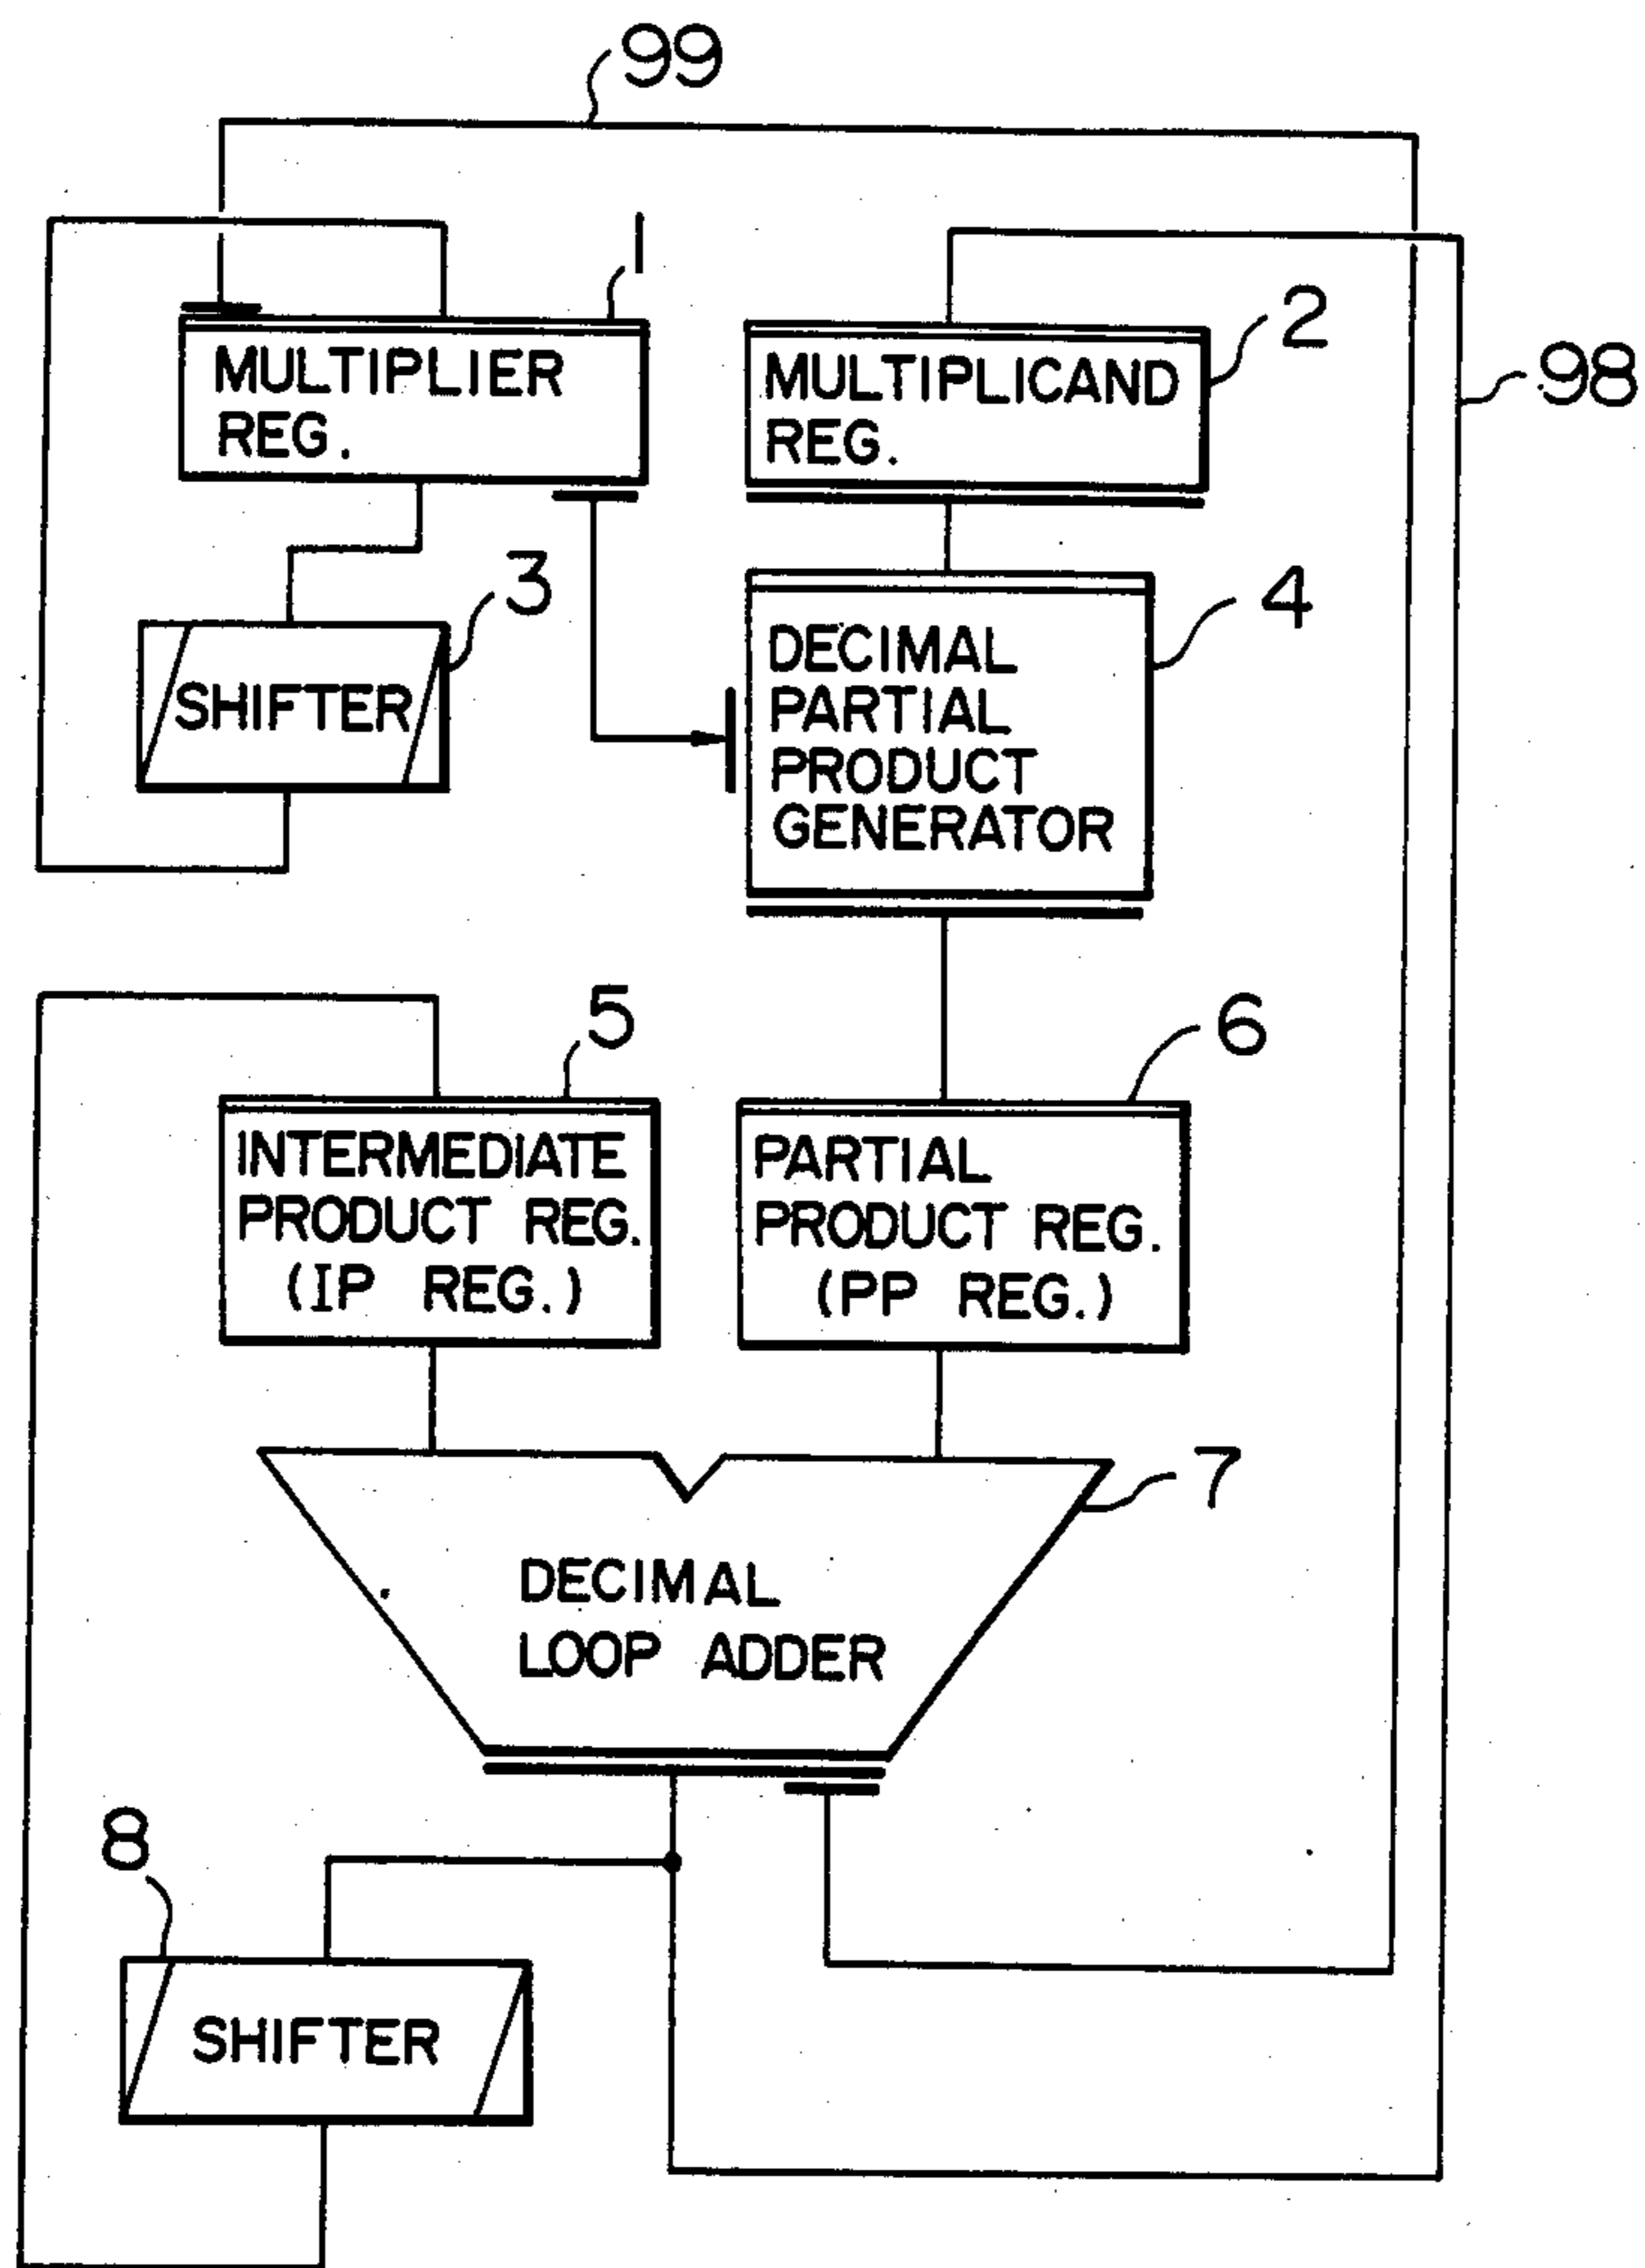 99
1
MULTIPLIER
REG.
2
MULTIPLICAND
REG.
98
3
SHIFTER
4
DECIMAL
PARTIAL
PRODUCT
GENERATOR
5
INTERMEDIATE
PRODUCT REG.
(IP REG.)
6
PARTIAL
PRODUCT REG.
(PP REG.)
7
DECIMAL
LOOP ADDER
8
SHIFTER